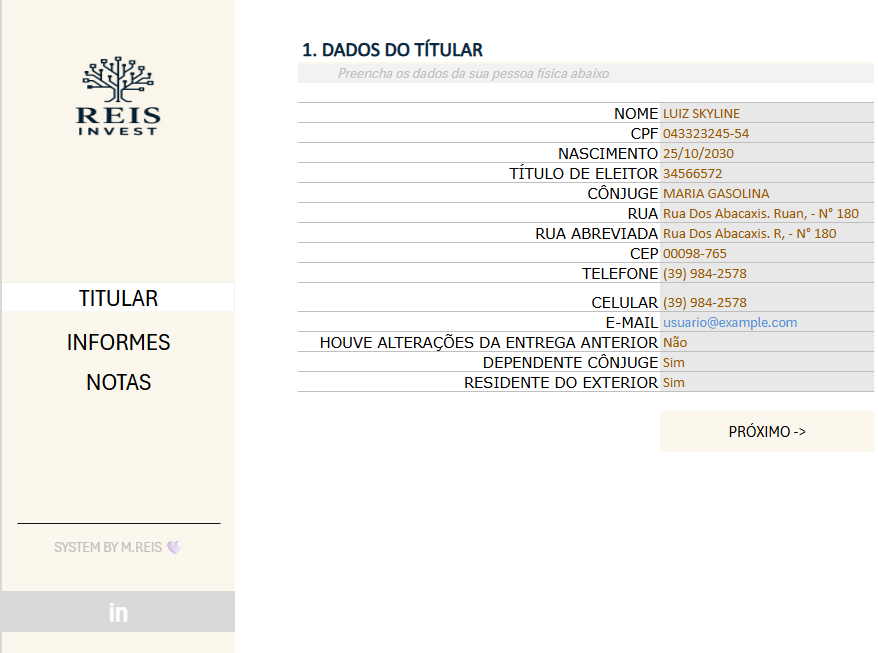 REIS
INVEST
TITULAR
INFORMES
NOTAS
SYSTEM BY M.REIS 💜
in
1. DADOS DO TÍTULAR
Preencha os dados da sua pessoa física abaixo
NOME LUIZ SKYLINE
CPF 043323245-54
NASCIMENTO 25/10/2030
TÍTULO DE ELEITOR 34566572
CÔNJUGE MARIA GASOLINA
RUA Rua Dos Abacaxis. Ruan, - N° 180
RUA ABREVIADA Rua Dos Abacaxis. R, - N° 180
CEP 00098-765
TELEFONE (39) 984-2578
CELULAR (39) 984-2578
E-MAIL usuario@example.com
HOUVE ALTERAÇÕES DA ENTREGA ANTERIOR Não
DEPENDENTE CÔNJUGE Sim
RESIDENTE DO EXTERIOR Sim
PRÓXIMO ->